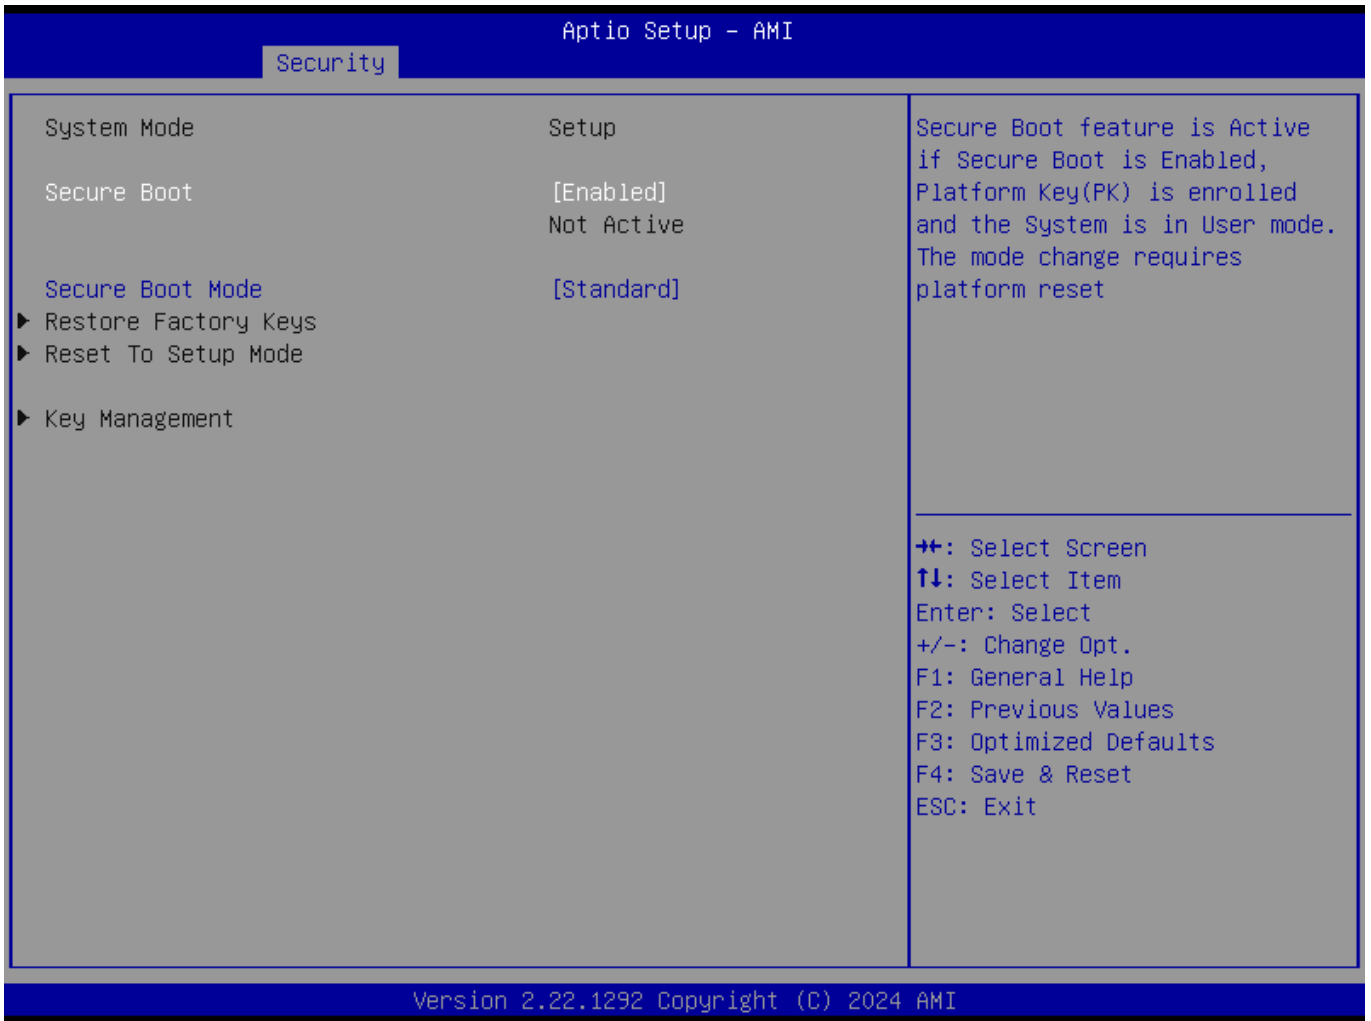 Aptio Setup – AMI
Security
System Mode Setup
Secure Boot [Enabled]
Not Active
Secure Boot Mode [Standard]
▶ Restore Factory Keys
▶ Reset To Setup Mode
▶ Key Management
Secure Boot feature is Active
if Secure Boot is Enabled,
Platform Key(PK) is enrolled
and the System is in User mode.
The mode change requires
platform reset
→←: Select Screen
↑↓: Select Item
Enter: Select
+/-: Change Opt.
F1: General Help
F2: Previous Values
F3: Optimized Defaults
F4: Save & Reset
ESC: Exit
Version 2.22.1292 Copyright (C) 2024 AMI